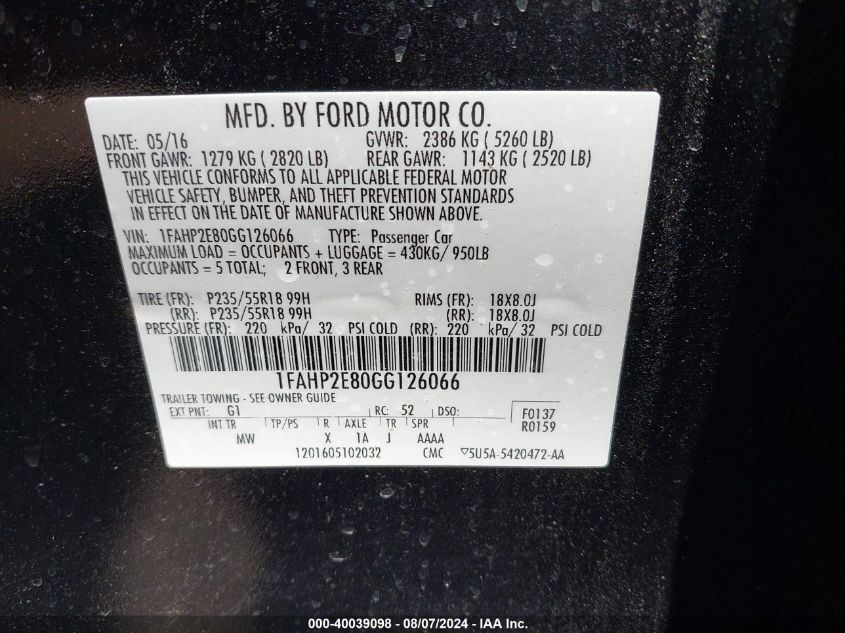 MFD. BY FORD MOTOR CO.
DATE: 05/16 GVWR: 2386 KG ( 5260 LB)
FRONT GAWR: 1279 KG ( 2820 LB) REAR GAWR: 1143 KG ( 2520 LB)
THIS VEHICLE CONFORMS TO ALL APPLICABLE FEDERAL MOTOR
VEHICLE SAFETY, BUMPER, AND THEFT PREVENTION STANDARDS
IN EFFECT ON THE DATE OF MANUFACTURE SHOWN ABOVE.
VIN: 1FAHP2E80GG126066 TYPE: Passenger Car
MAXIMUM LOAD = OCCUPANTS + LUGGAGE = 430KG/ 950LB
OCCUPANTS = 5 TOTAL; 2 FRONT, 3 REAR
TIRE (FR): P235/55R18 99H RIMS (FR): 18X8.0J
(RR): P235/55R18 99H (RR): 18X8.0J
PRESSURE (FR): 220 kPa/ 32 PSI COLD (RR): 220 kPa/ 32 PSI COLD
1FAHP2E80GG126066
TRAILER TOWING - SEE OWNER GUIDE
EXT PNT: G1 RC: 52 DSO: F0137
INT TR TP/PS R AXLE TR SPR R0159
MW X 1A J AAAA
1201605102032 CMC ▽5U5A-5420472-AA
000-40039098 - 08/07/2024 - IAA Inc.